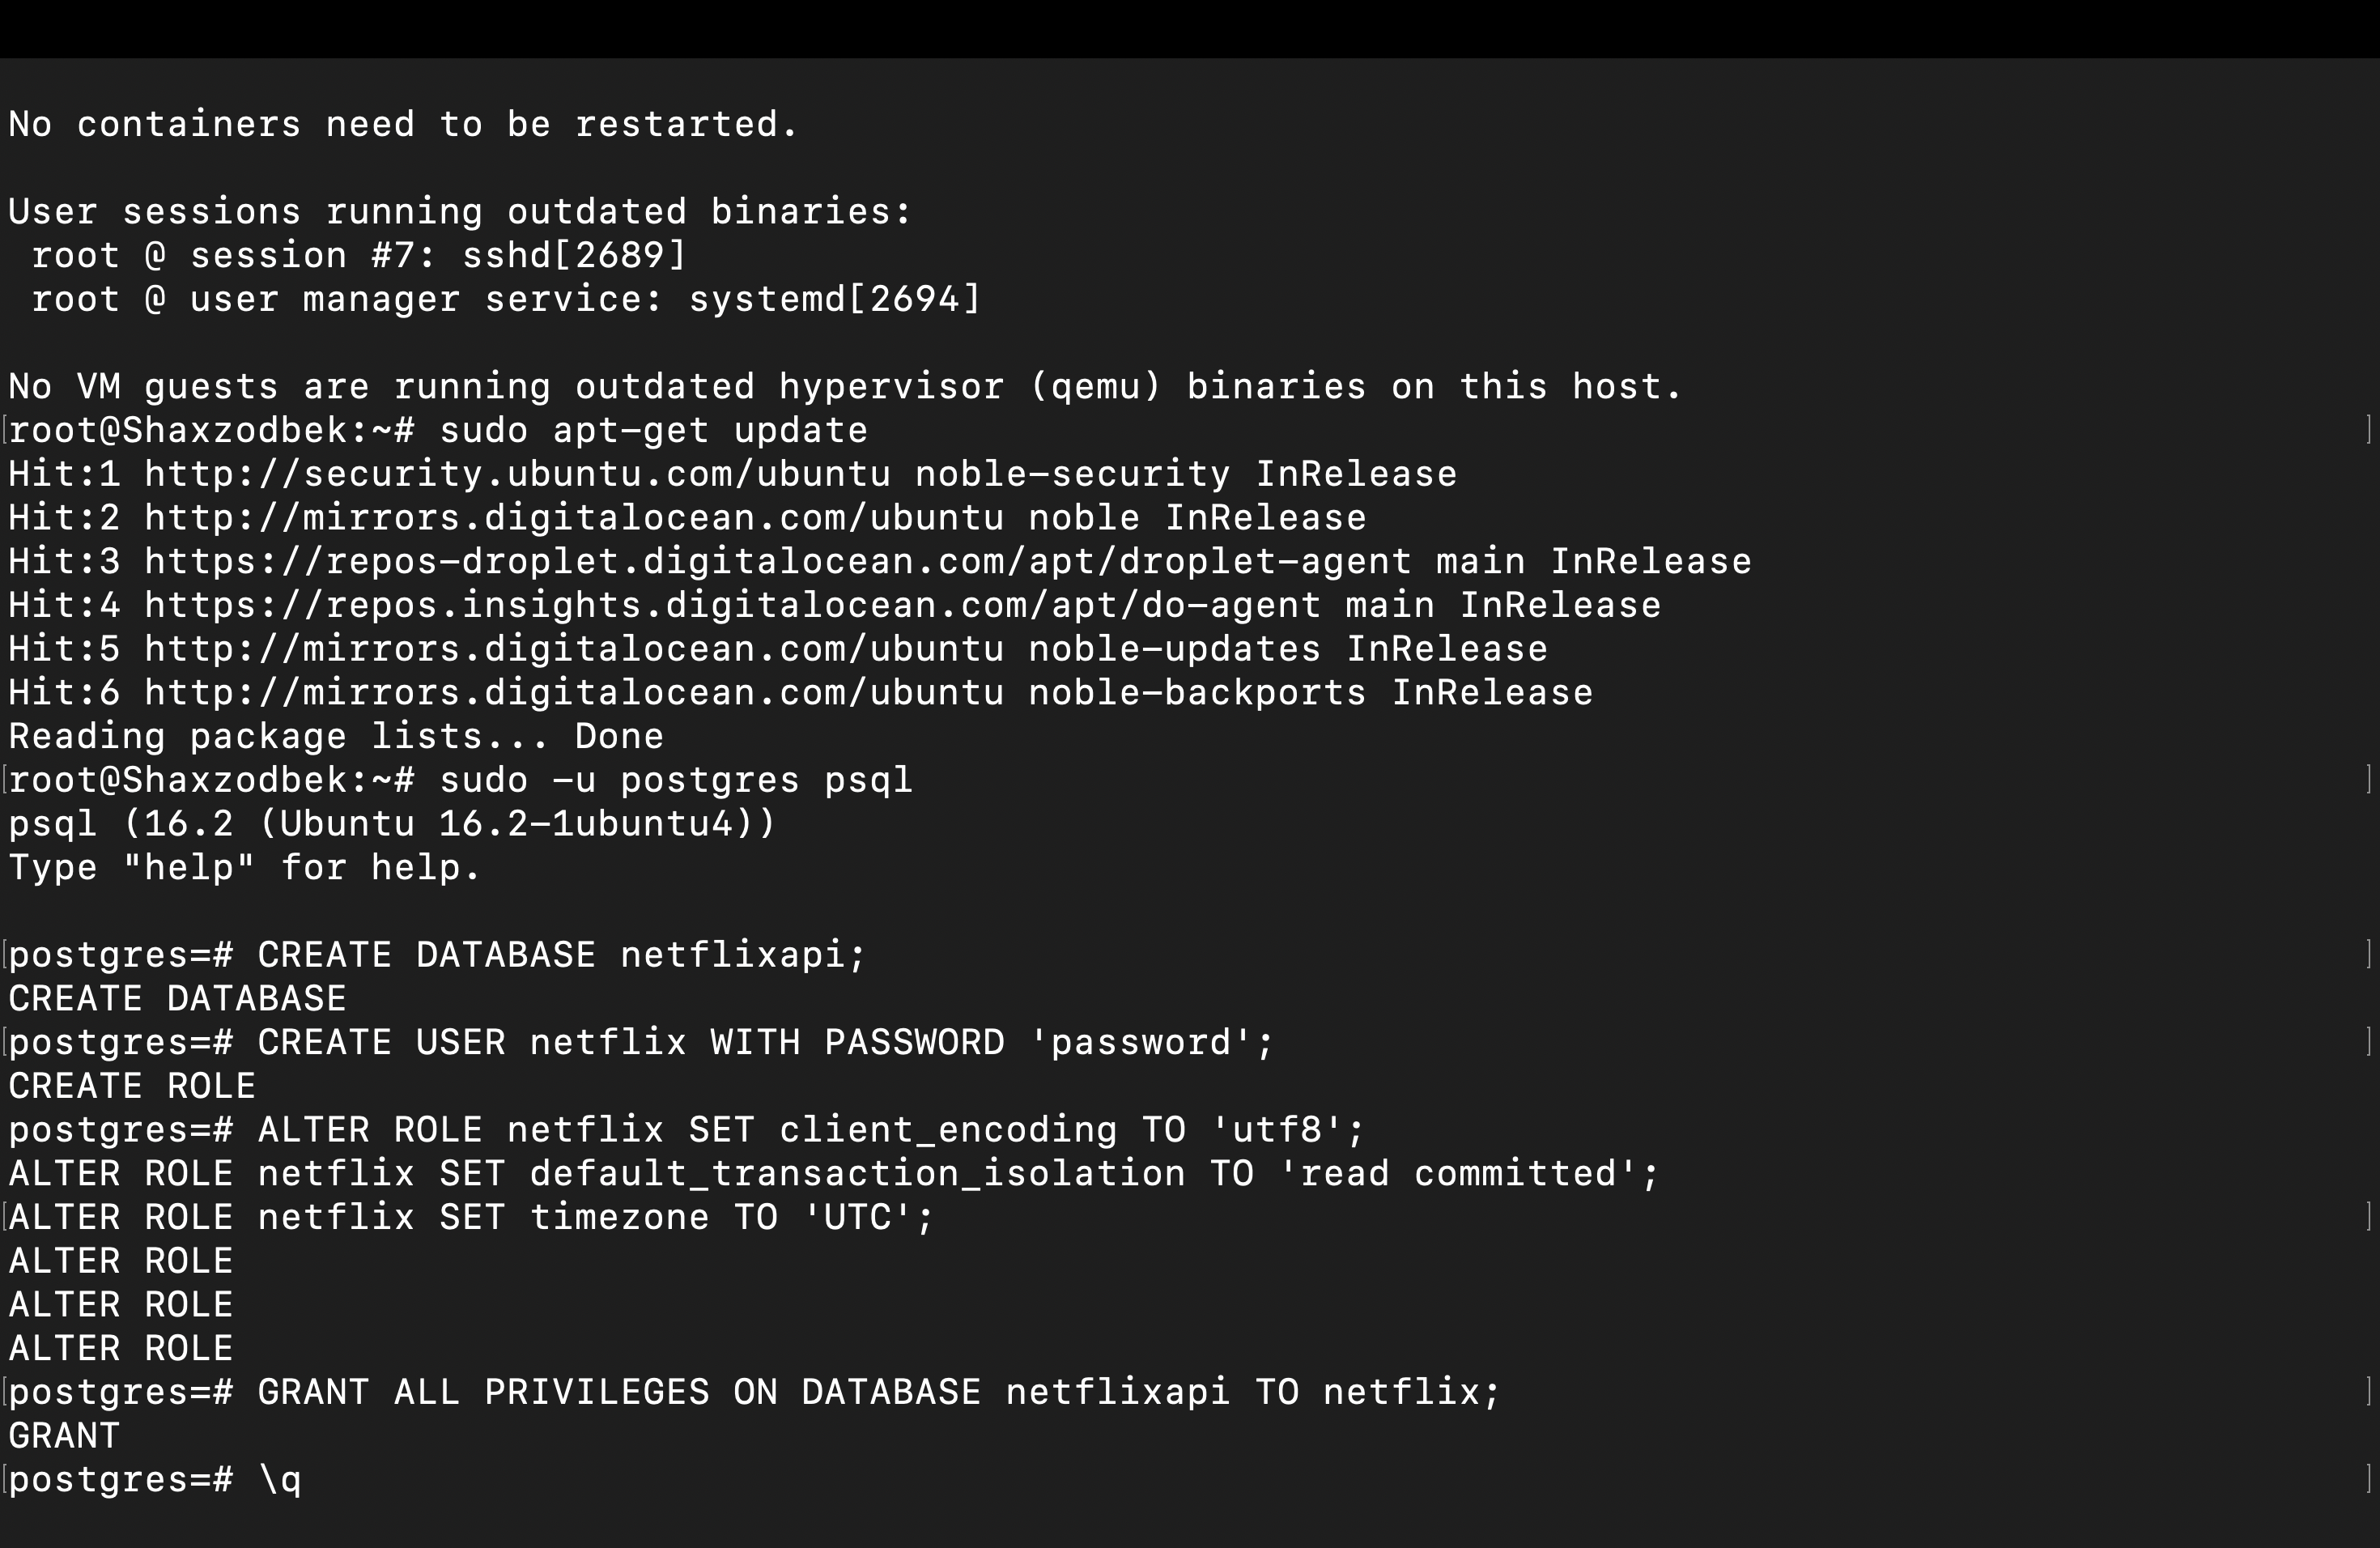 No containers need to be restarted.
User sessions running outdated binaries:
root @ session #7: sshd[2689]
root @ user manager service: systemd[2694]
No VM guests are running outdated hypervisor (qemu) binaries on this host.
[root@Shaxzodbek:~# sudo apt-get update ]
Hit:1 http://security.ubuntu.com/ubuntu noble-security InRelease
Hit:2 http://mirrors.digitalocean.com/ubuntu noble InRelease
Hit:3 https://repos-droplet.digitalocean.com/apt/droplet-agent main InRelease
Hit:4 https://repos.insights.digitalocean.com/apt/do-agent main InRelease
Hit:5 http://mirrors.digitalocean.com/ubuntu noble-updates InRelease
Hit:6 http://mirrors.digitalocean.com/ubuntu noble-backports InRelease
Reading package lists... Done
[root@Shaxzodbek:~# sudo -u postgres psql ]
psql (16.2 (Ubuntu 16.2-1ubuntu4))
Type "help" for help.
[postgres=# CREATE DATABASE netflixapi; ]
CREATE DATABASE
[postgres=# CREATE USER netflix WITH PASSWORD 'password'; ]
CREATE ROLE
postgres=# ALTER ROLE netflix SET client_encoding TO 'utf8';
ALTER ROLE netflix SET default_transaction_isolation TO 'read committed';
[ALTER ROLE netflix SET timezone TO 'UTC'; ]
ALTER ROLE
ALTER ROLE
ALTER ROLE
[postgres=# GRANT ALL PRIVILEGES ON DATABASE netflixapi TO netflix; ]
GRANT
[postgres=# \q ]